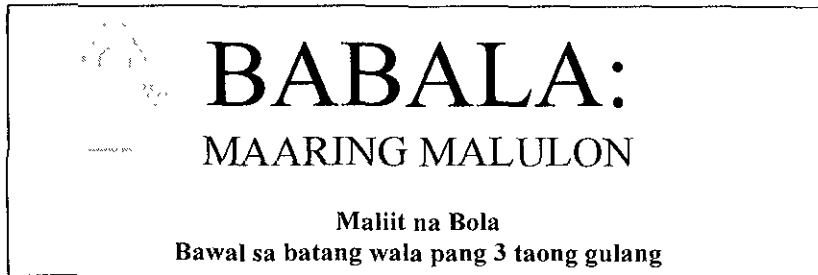 BABALA:
MAARING MALULON
Maliit na Bola
Bawal sa batang wala pang 3 taong gulang